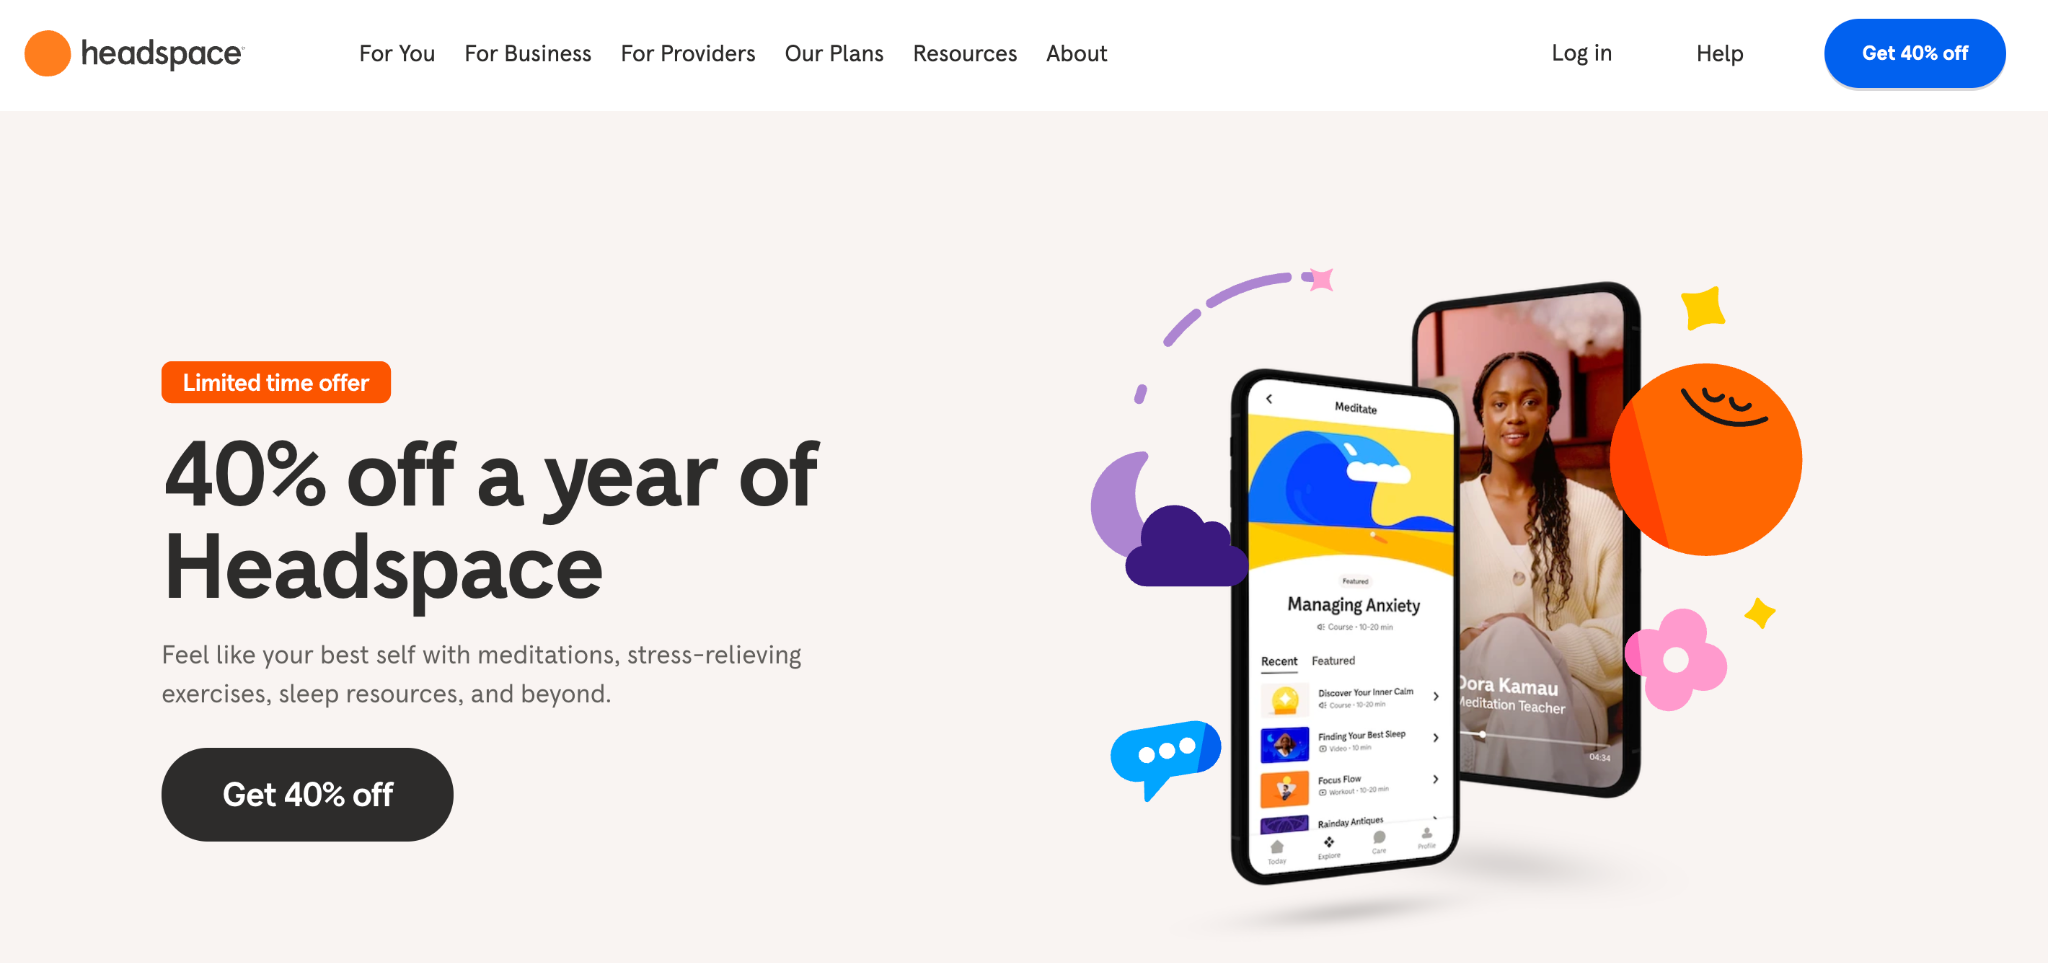 headspace
For You
For Business
For Providers
Our Plans
Resources
About
Log in
Help
Get 40% off
Limited time offer
40% off a year of
Headspace
Feel like your best self with meditations, stress-relieving
exercises, sleep resources, and beyond.
Get 40% off
Meditate
Featured
Managing Anxiety
Course • 10-20 min
Recent
Featured
Discover Your Inner Calm
Course • 10-20 min
Finding Your Best Sleep
Video • 10 min
Focus Flow
Workout • 10-20 min
Rainday Antiques
Today
Explore
Care
Profile
Dora Kamau
Meditation Teacher
04:34